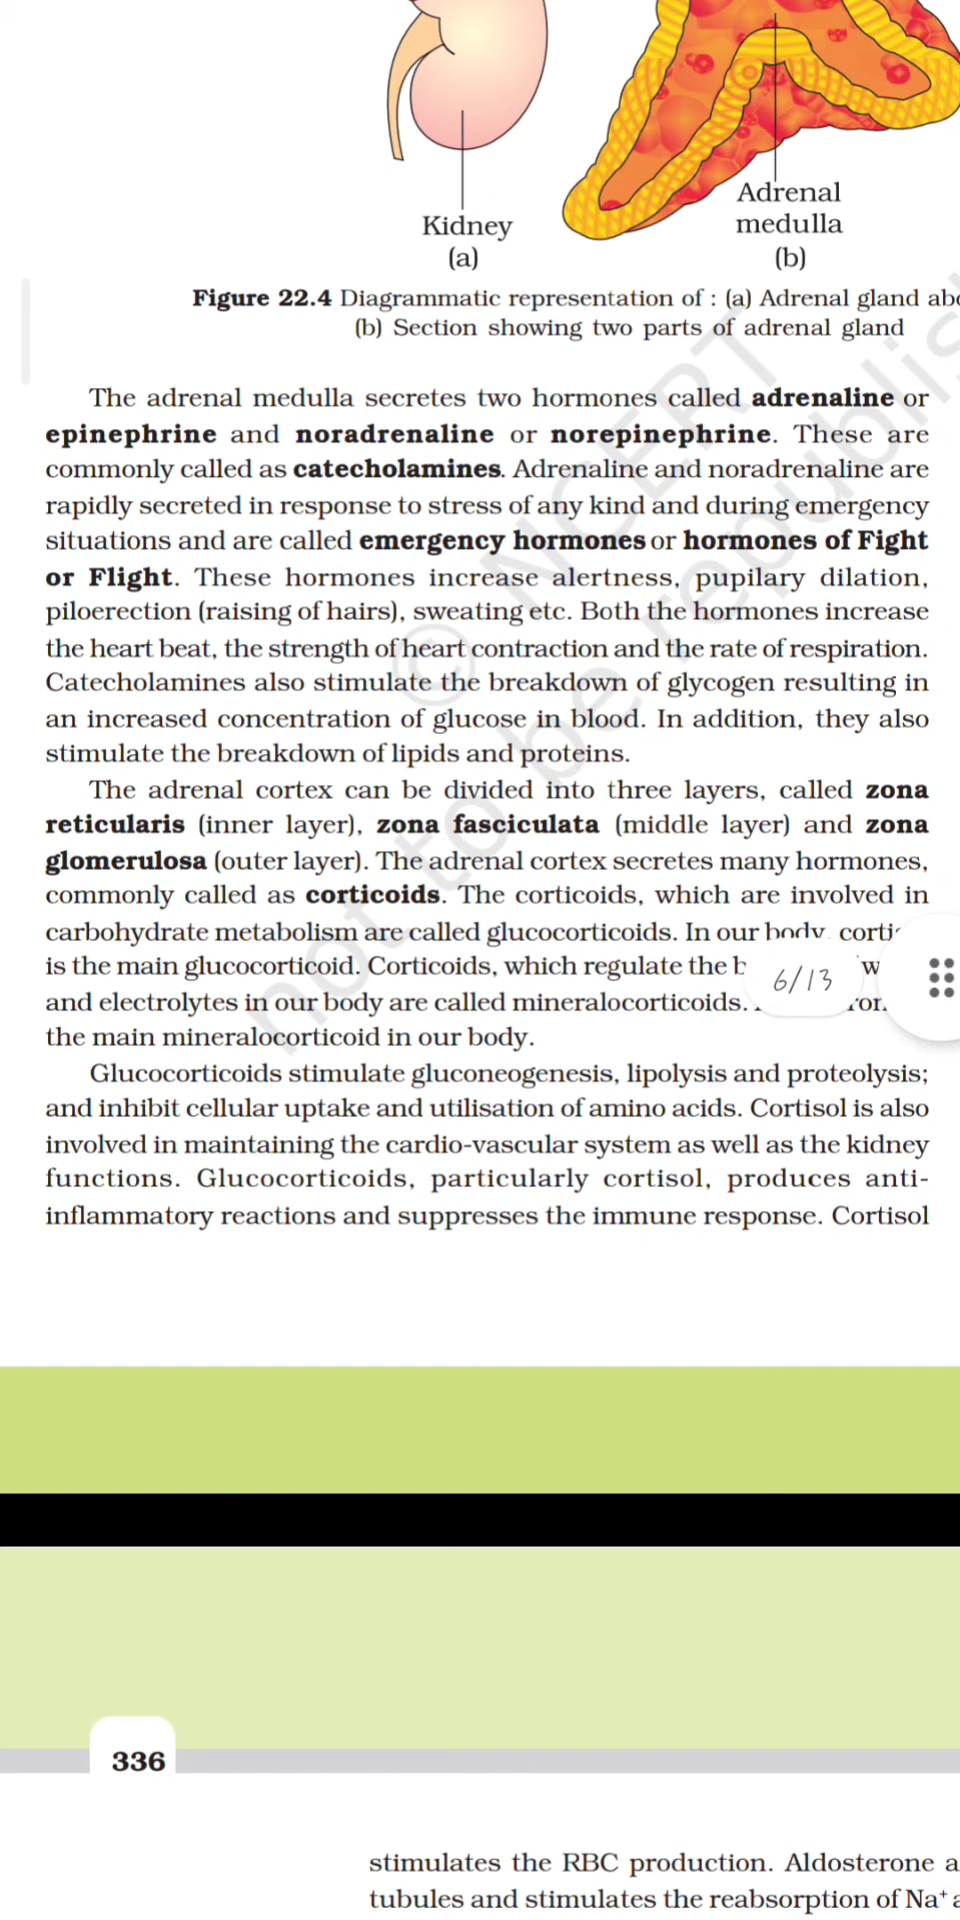 Kidney
(a)
Adrenal
medulla
(b)
Figure 22.4 Diagrammatic representation of : (a) Adrenal gland
(b) Section showing two parts of adrenal gland
The adrenal medulla secretes two hormones called adrenaline or
epinephrine and noradrenaline or norepinephrine. These are
commonly called as catecholamines. Adrenaline and noradrenaline are
rapidly secreted in response to stress of any kind and during emergency
situations and are called emergency hormones or hormones of Fight
or Flight. These hormones increase alertness, pupilary dilation,
piloerection (raising of hairs), sweating etc. Both the hormones increase
the heart beat, the strength of heart contraction and the rate of respiration.
Catecholamines also stimulate the breakdown of glycogen resulting in
an increased concentration of glucose in blood. In addition, they also
stimulate the breakdown of lipids and proteins.
The adrenal cortex can be divided into three layers, called zona
reticularis (inner layer), zona fasciculata (middle layer) and zona
glomerulosa (outer layer). The adrenal cortex secretes many hormones,
commonly called as corticoids. The corticoids, which are involved in
carbohydrate metabolism are called glucocorticoids. In our body,
is the main glucocorticoid. Corticoids, which regulate the
and electrolytes in our body are called mineralocorticoids.
6/13
the main mineralocorticoid in our body.
Glucocorticoids stimulate gluconeogenesis, lipolysis and proteolysis;
and inhibit cellular uptake and utilisation of amino acids. Cortisol is also
involved in maintaining the cardio-vascular system as well as the kidney
functions. Glucocorticoids, particularly cortisol, produces anti-
inflammatory reactions and suppresses the immune response. Cortisol
© NCERT
not to be
336
stimulates the RBC production. Aldosterone
tubules and stimulates the reabsorption of Na⁺